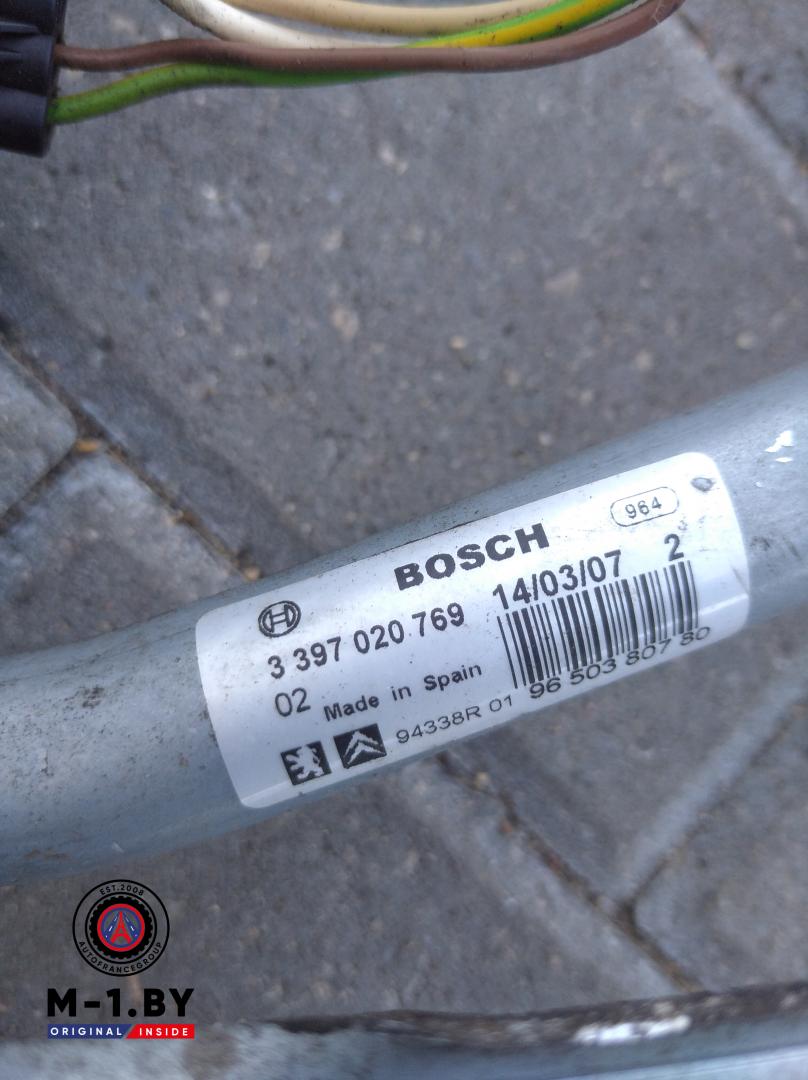 964
BOSCH
14/03/07 2
3 397 020 769
02 Made in Spain
96 503 807 80
94338R 01
EST.2008
AUTOFRANCEGROUP
M-1.BY
ORIGINAL INSIDE